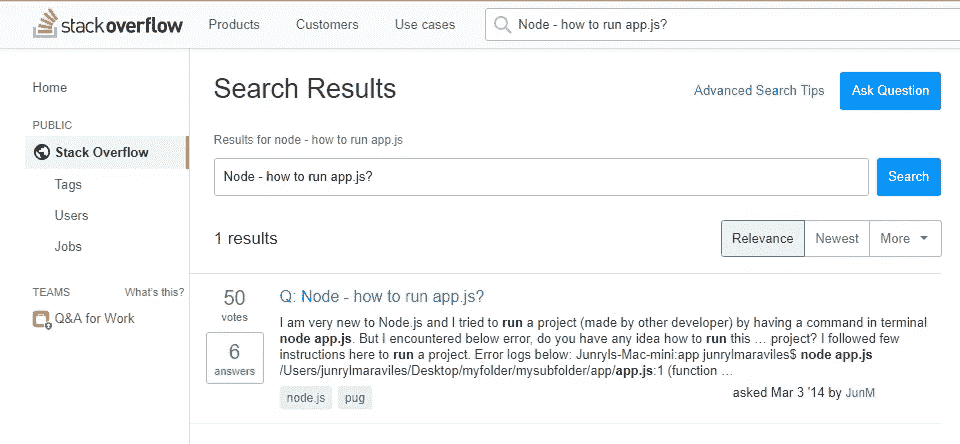 stackoverflow Products Customers Use cases Node - how to run app.js?
Home
PUBLIC
Stack Overflow
Tags
Users
Jobs
TEAMS What's this?
Q&A for Work
Search Results Advanced Search Tips Ask Question
Results for node - how to run app.js
Node - how to run app.js? Search
1 results Relevance Newest More
50
votes
6
answers
Q: Node - how to run app.js?
I am very new to Node.js and I tried to run a project (made by other developer) by having a command in terminal
node app.js. But I encountered below error, do you have any idea how to run this … project? I followed few
instructions here to run a project. Error logs below: Junryls-Mac-mini:app junrylmaraviles$ node app.js
/Users/junrylmaraviles/Desktop/myfolder/mysubfolder/app/app.js:1 (function …
node.js pug
asked Mar 3 '14 by JunM